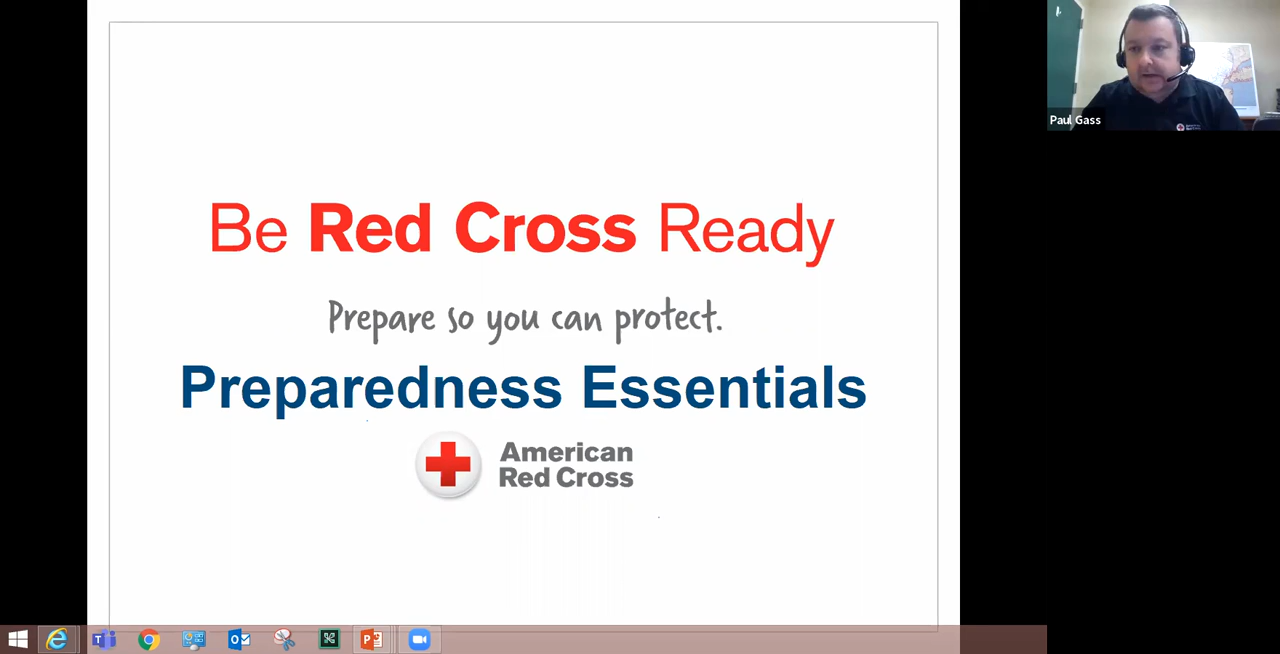 Be Red Cross Ready
Prepare so you can protect.
Preparedness Essentials
American
Red Cross
Paul Gass